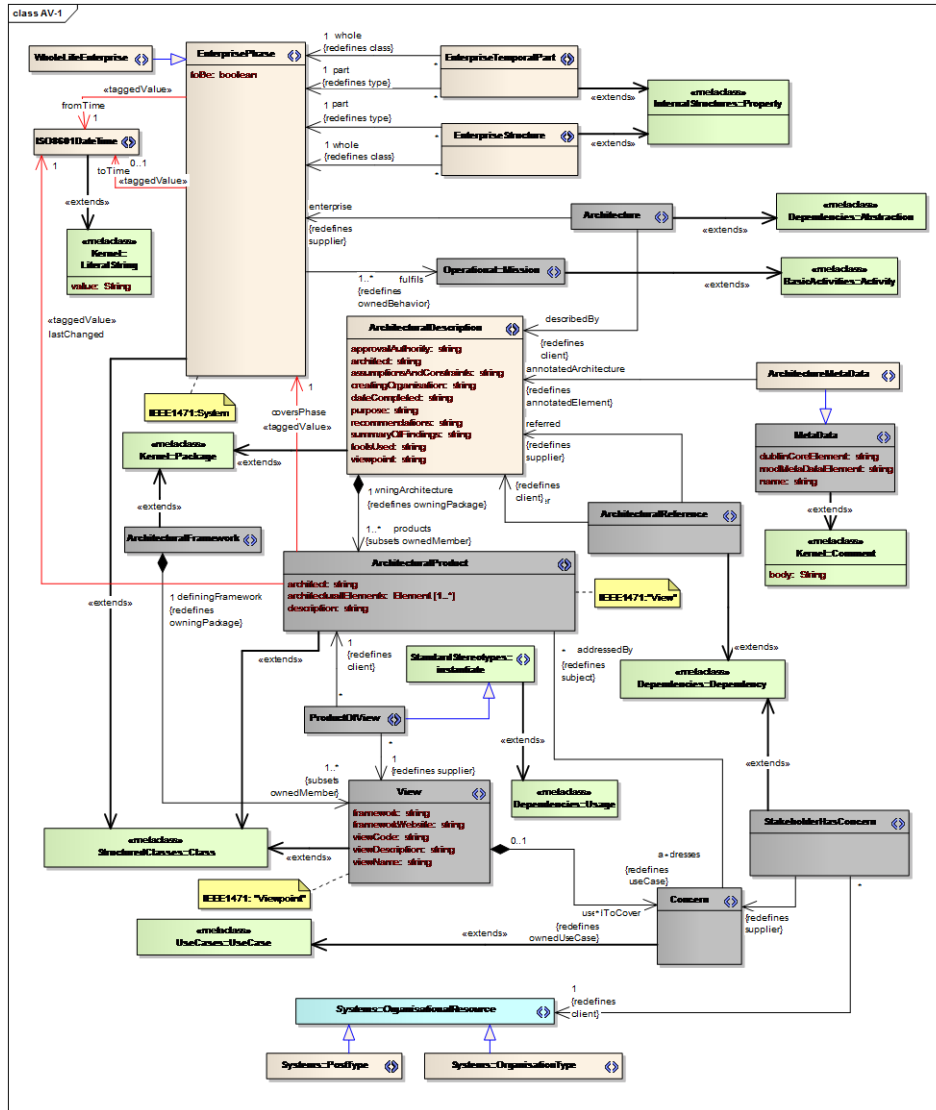 class AV-1
WholeLifeEnterprise
EnterprisePhase
toBe: boolean
1 whole
{redefines class}
*
EnterpriseTemporalPart
1 part
{redefines type}
*
«extends»
«metaclass»
InternalStructures::Property
1 part
{redefines type}
*
EnterpriseStructure
«extends»
1 whole
{redefines class}
*
«taggedValue»
fromTime
1
ISO8601DateTime
1
0..1
toTime
«taggedValue»
«extends»
«metaclass»
Kernel::
LiteralString
value: String
enterprise
{redefines
supplier}
Architecture
«extends»
«metaclass»
Dependencies::Abstraction
1..*
fulfils
{redefines
ownedBehavior}
Operational::Mission
«extends»
«metaclass»
BasicActivities::Activity
«taggedValue»
lastChanged
ArchitecturalDescription
approvalAuthority: string
architect: string
assumptionsAndConstraints: string
creatingOrganisation: string
dateCompleted: string
purpose: string
recommendations: string
summaryOfFindings: string
toolsUsed: string
viewpoint: string
describedBy
{redefines
client}
annotatedArchitecture
{redefines
annotatedElement}
ArchitectureMetaData
referred
{redefines
supplier}
MetaData
dublinCoreElement: string
modMetaDataElement: string
name: string
IEEE1471:System
1
coversPhase
«taggedValue»
«metaclass»
Kernel::Package
«extends»
{redefines
client}
ArchitecturalReference
«extends»
«metaclass»
Kernel::Comment
body: String
1
wningArchitecture
{redefines owningPackage}
«extends»
ArchitecturalFramework
1..* products
{subsets ownedMember}
ArchitecturalProduct
architect: string
architecturalElements: Element [1..*]
description: string
IEEE1471:"View"
1 definingFramework
{redefines
owningPackage}
«extends»
«extends»
1
{redefines
client}
*
StandardStereotypes::
instantiate
* addressedBy
{redefines
subject}
«extends»
«metaclass»
Dependencies::Dependency
ProductOfView
*
«extends»
«extends»
1..*
{subsets
ownedMember}
1
{redefines supplier}
View
framework: string
frameworkWebsite: string
viewCode: string
viewDescription: string
viewName: string
«metaclass»
Dependencies::Usage
StakeholderHasConcern
«metaclass»
StructuredClasses::Class
«extends»
0..1
a* dresses
{redefines
useCase}
*
IEEE1471: "Viewpoint"
use* lToCover
{redefines
ownedUseCase}
Concern
{redefines
supplier}
«metaclass»
UseCases::UseCase
«extends»
1
{redefines
client}
Systems::OrganisationalResource
Systems::PostType
Systems::OrganisationType